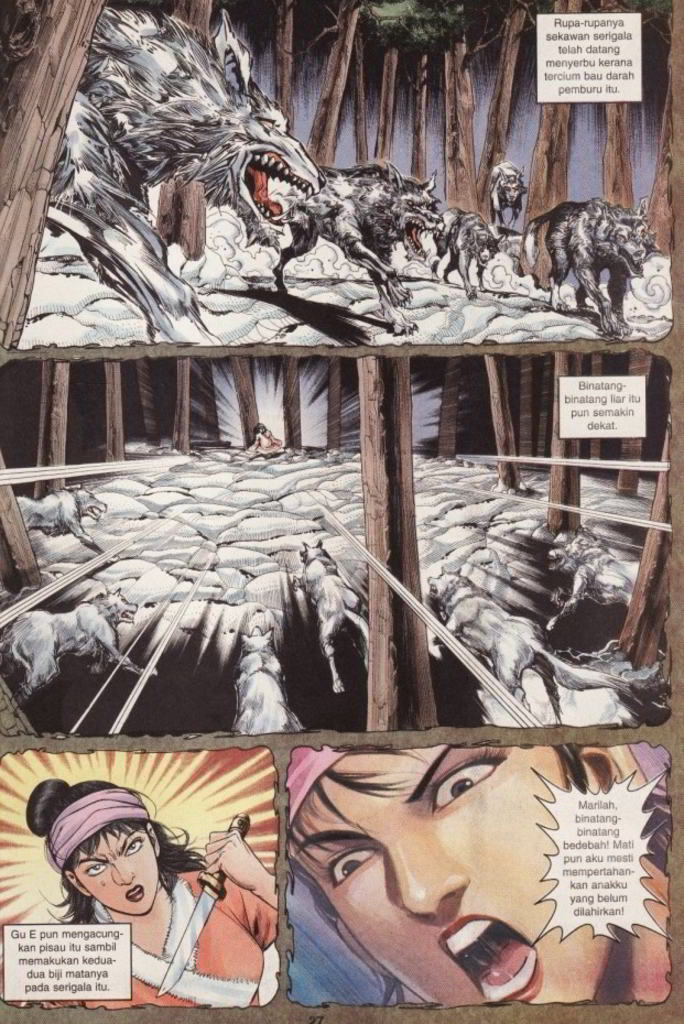 Rupa-rupanya
sekawan serigala
telah datang
menyerbu kerana
tercium bau darah
pemburu itu.
Binatang-
binatang liar itu
pun semakin
dekat.
Gu E pun mengacung-
kan pisau itu sambil
memakukan kedua-
dua biji matanya
pada serigala itu.
Marilah,
binatang-
binatang
bedebah! Mati
pun aku mesti
mempertahan-
kan anakku
yang belum
dilahirkan!
27